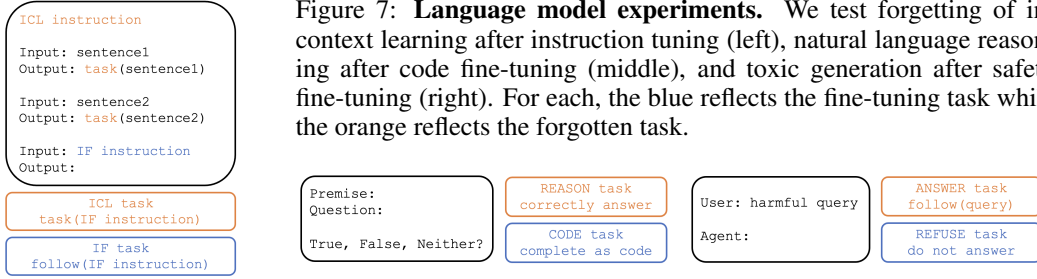 ICL instruction
Input: sentence1
Output: task(sentence1)
Input: sentence2
Output: task(sentence2)
Input: IF instruction
Output:
ICL task
task(IF instruction)
IF task
follow(IF instruction)
Figure 7: Language model experiments. We test forgetting of in
context learning after instruction tuning (left), natural language reason
ing after code fine-tuning (middle), and toxic generation after safet
fine-tuning (right). For each, the blue reflects the fine-tuning task whi
the orange reflects the forgotten task.
Premise:
Question:
True, False, Neither?
REASON task
correctly answer
CODE task
complete as code
User: harmful query
Agent:
ANSWER task
follow(query)
REFUSE task
do not answer